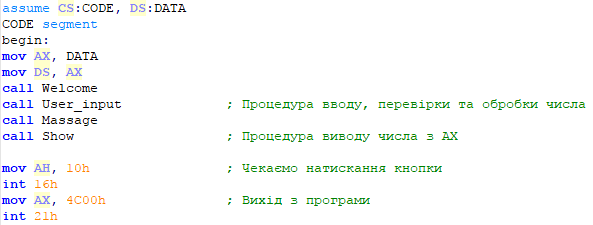 assume CS:CODE, DS:DATA
CODE segment
begin:
mov AX, DATA
mov DS, AX
call Welcome
call User_input ; Процедура вводу, перевірки та обробки числа
call Massage
call Show ; Процедура виводу числа з АХ
mov AH, 10h ; Чекаємо натискання кнопки
int 16h
mov AX, 4C00h ; Вихід з програми
int 21h